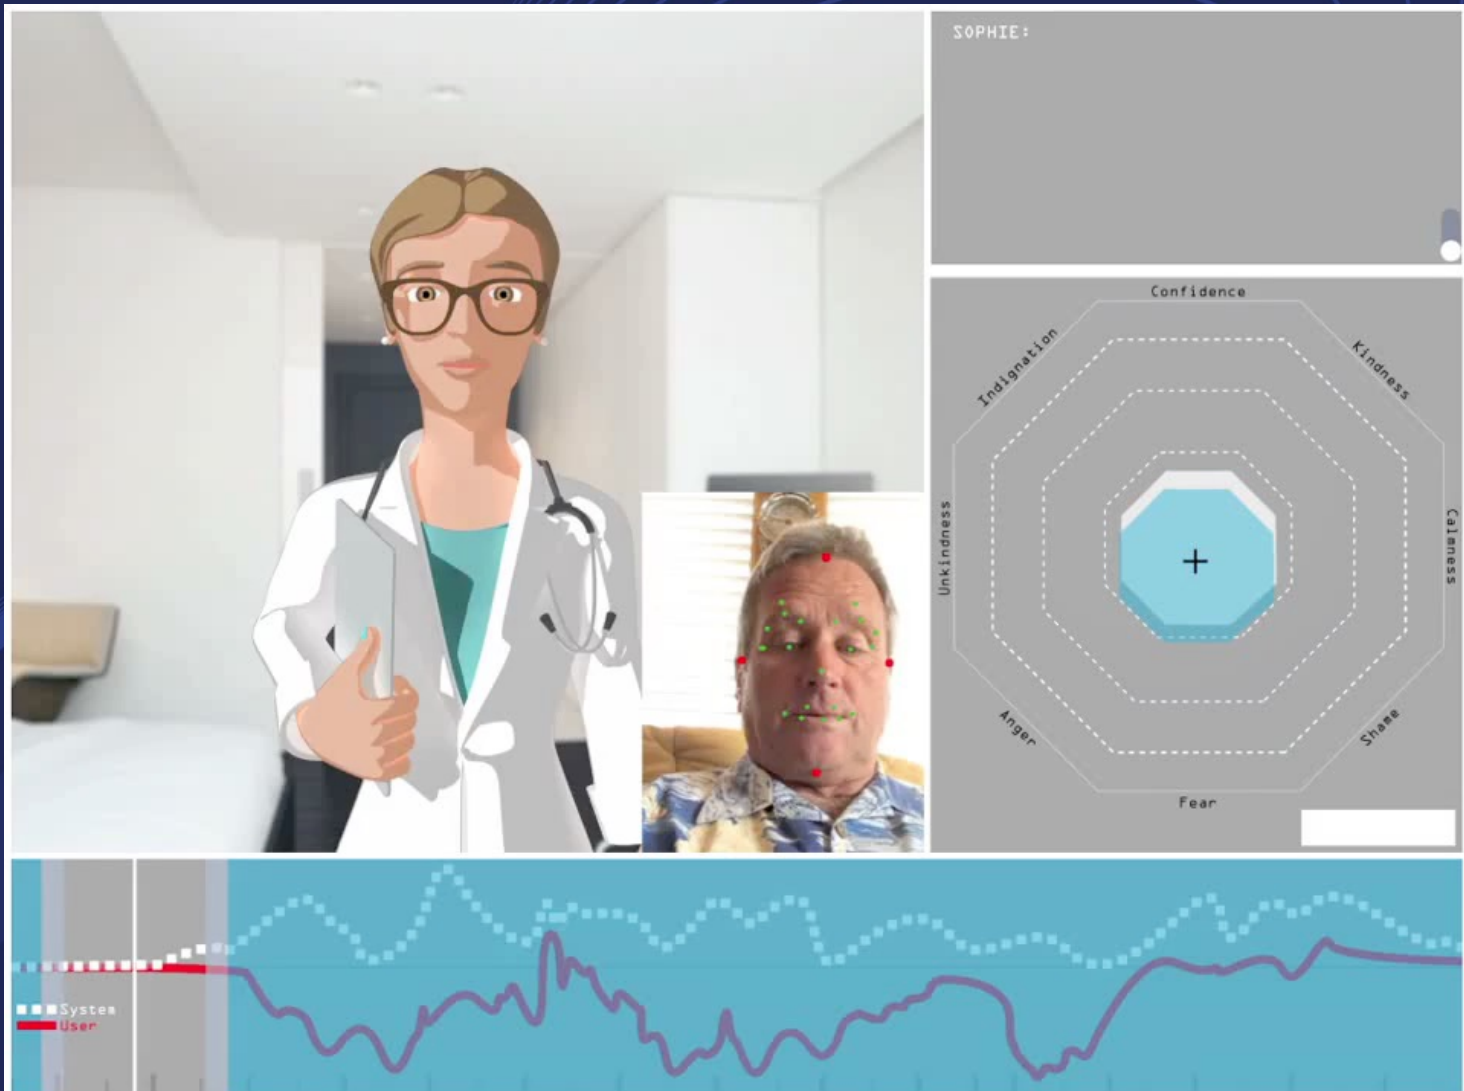 SOPHIE:
Confidence
Indignation
Kindness
Unkindness
Calmness
Anger
Shame
Fear
System
User